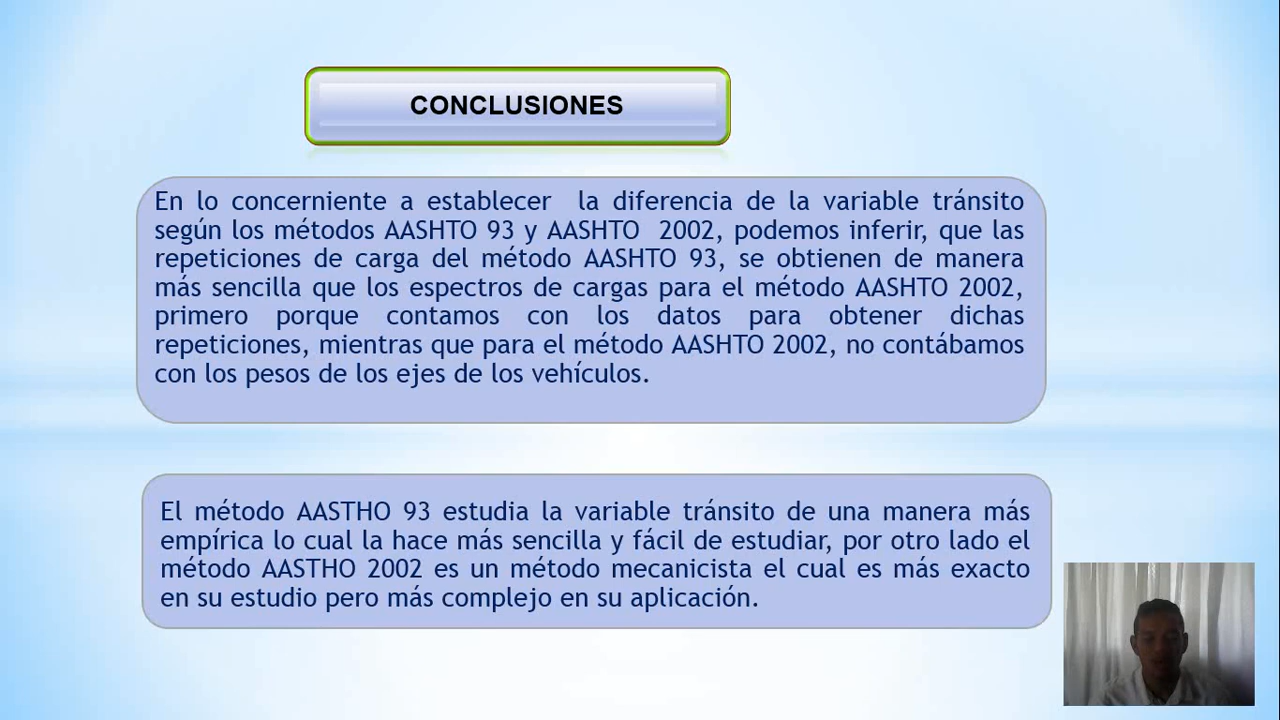 CONCLUSIONES
En lo concerniente a establecer la diferencia de la variable tránsito
según los métodos AASHTO 93 y AASHTO 2002, podemos inferir, que las
repeticiones de carga del método AASHTO 93, se obtienen de manera
más sencilla que los espectros de cargas para el método AASHTO 2002,
primero porque contamos con los datos para obtener dichas
repeticiones, mientras que para el método AASHTO 2002, no contábamos
con los pesos de los ejes de los vehículos.
El método AASTHO 93 estudia la variable tránsito de una manera más
empírica lo cual la hace más sencilla y fácil de estudiar, por otro lado el
método AASTHO 2002 es un método mecanicista el cual es más exacto
en su estudio pero más complejo en su aplicación.